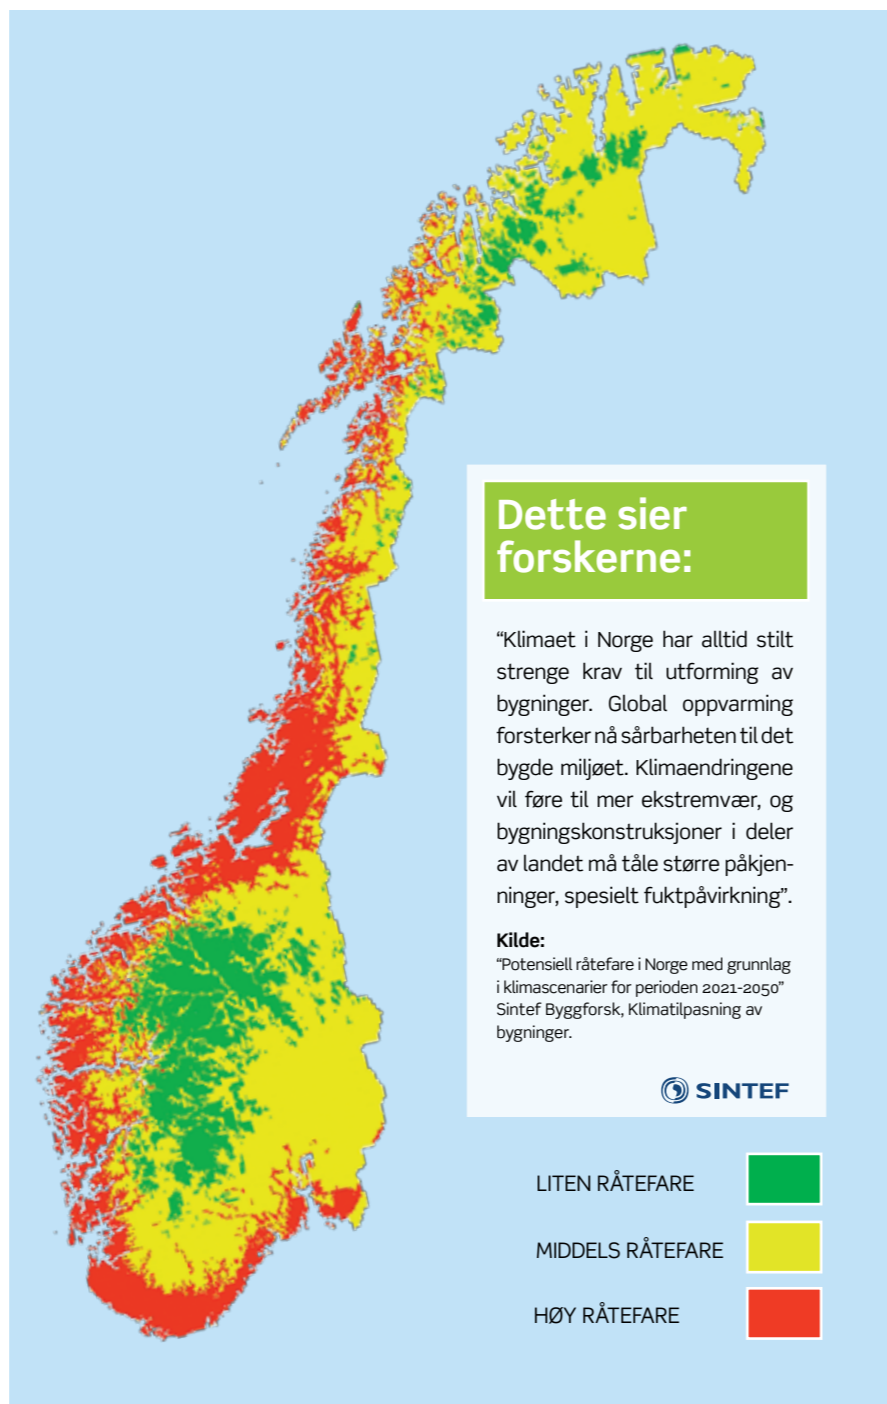 Dette sier
forskerne:
“Klimaet i Norge har alltid stilt
strenge krav til utforming av
bygninger. Global oppvarming
forsterker nå sårbarheten til det
bygde miljøet. Klimaendringene
vil føre til mer ekstremvær, og
bygningskonstruksjoner i deler
av landet må tåle større påkjen-
ninger, spesielt fuktpåvirkning”.
Kilde:
“Potensiell råtefare i Norge med grunnlag
i klimascenarier for perioden 2021-2050”
Sintef Byggforsk, Klimatilpasning av
bygninger.
SINTEF
LITEN RÅTEFARE
MIDDELS RÅTEFARE
HØY RÅTEFARE